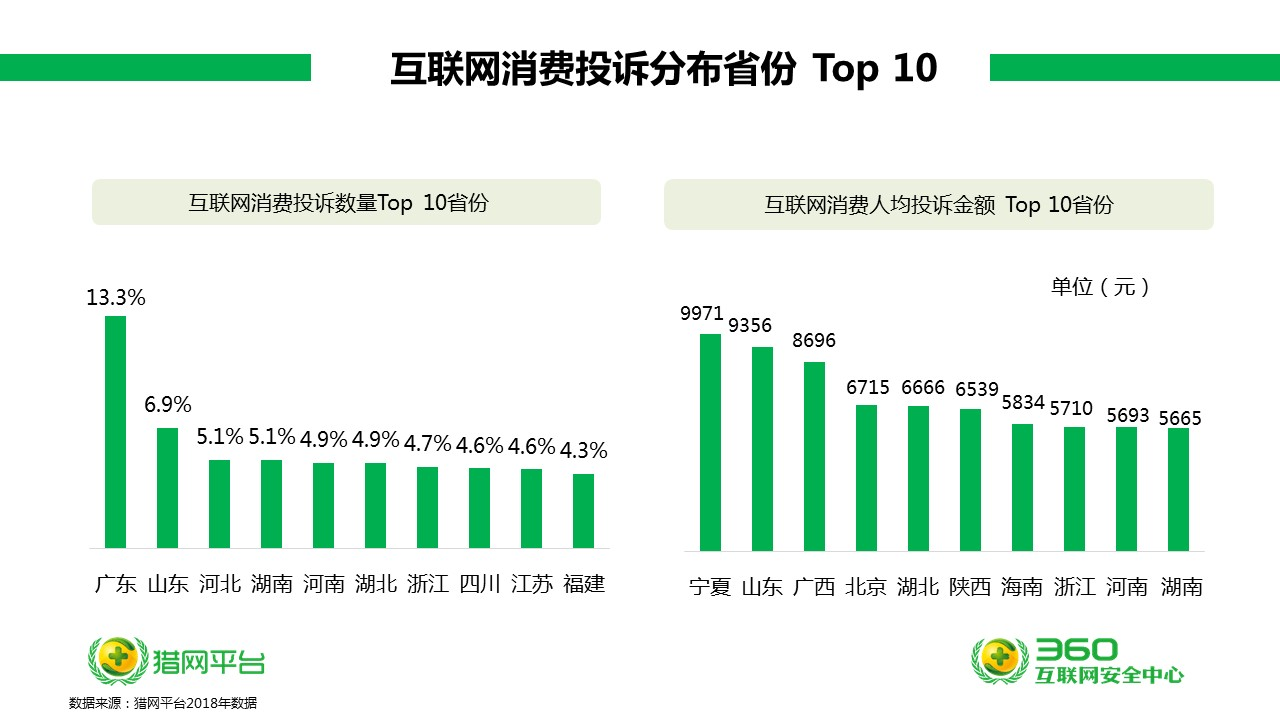 互联网消费投诉分布省份 Top 10
互联网消费投诉数量Top 10省份
13.3%
6.9%
5.1%
5.1%
4.9%
4.9%
4.7%
4.6%
4.6%
4.3%
广东 山东 河北 湖南 河南 湖北 浙江 四川 江苏 福建
互联网消费人均投诉金额 Top 10省份
单位（元）
9971
9356
8696
6715
6666
6539
5834
5710
5693
5665
宁夏 山东 广西 北京 湖北 陕西 海南 浙江 河南 湖南
猎网平台
360
互联网安全中心
数据来源：猎网平台2018年数据